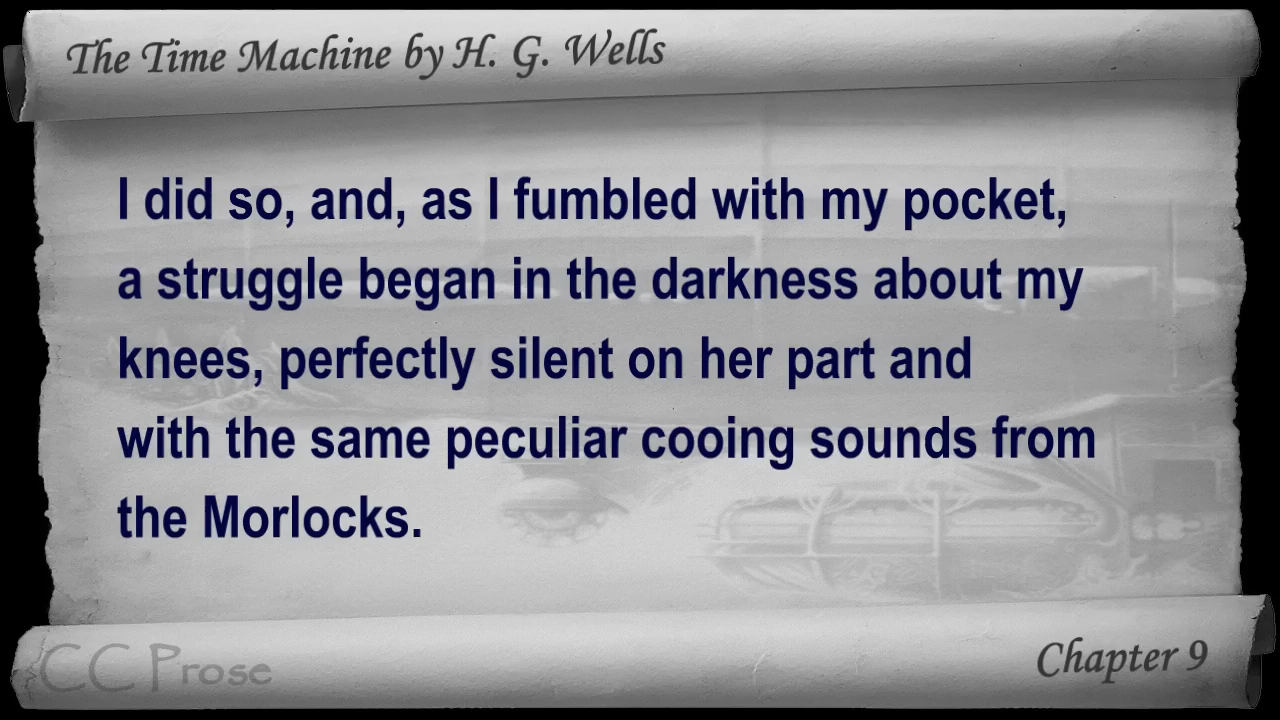 The Time Machine by H. G. Wells
I did so, and, as I fumbled with my pocket,
a struggle began in the darkness about my
knees, perfectly silent on her part and
with the same peculiar cooing sounds from
the Morlocks.
CC Prose
Chapter 9